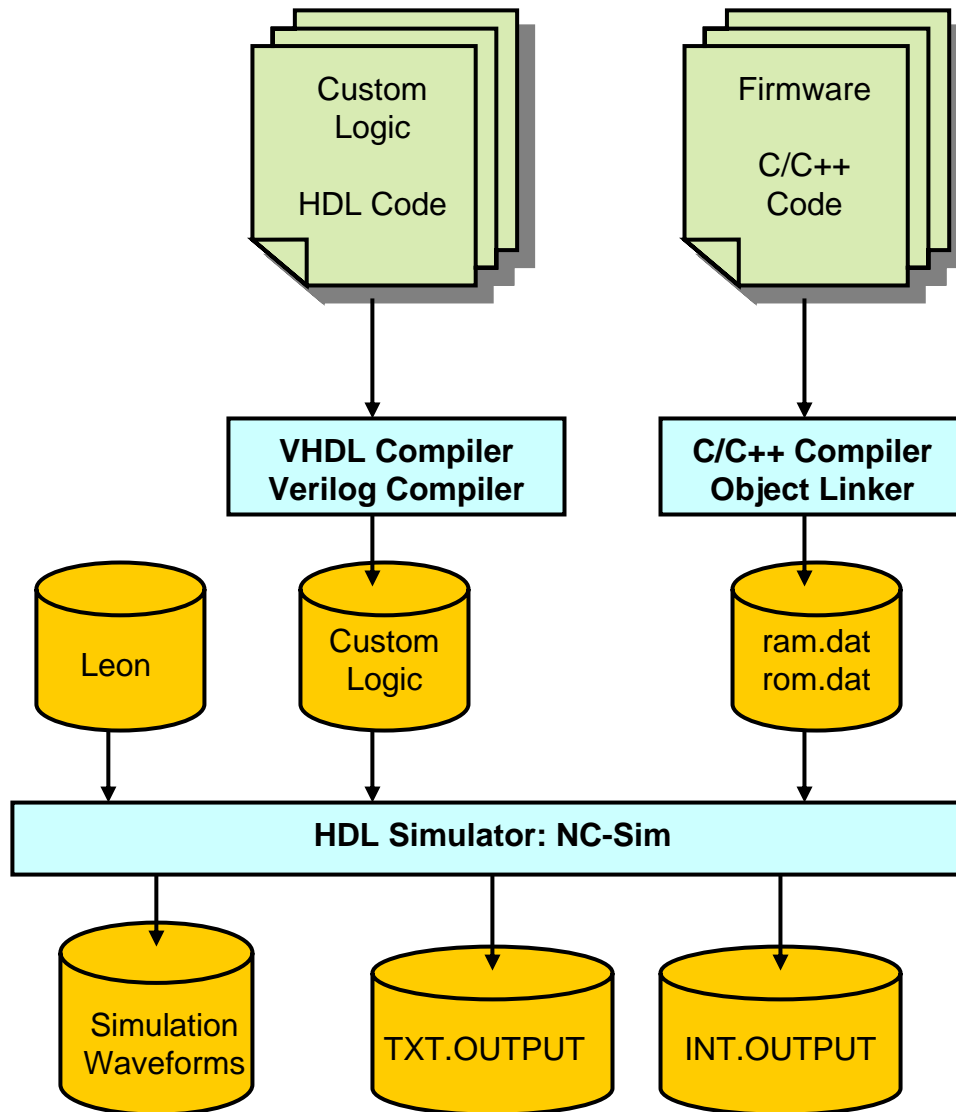 Custom
Logic
HDL Code
Firmware
C/C++
Code
VHDL Compiler
Verilog Compiler
C/C++ Compiler
Object Linker
Leon
Custom
Logic
ram.dat
rom.dat
HDL Simulator: NC-Sim
Simulation
Waveforms
TXT.OUTPUT
INT.OUTPUT